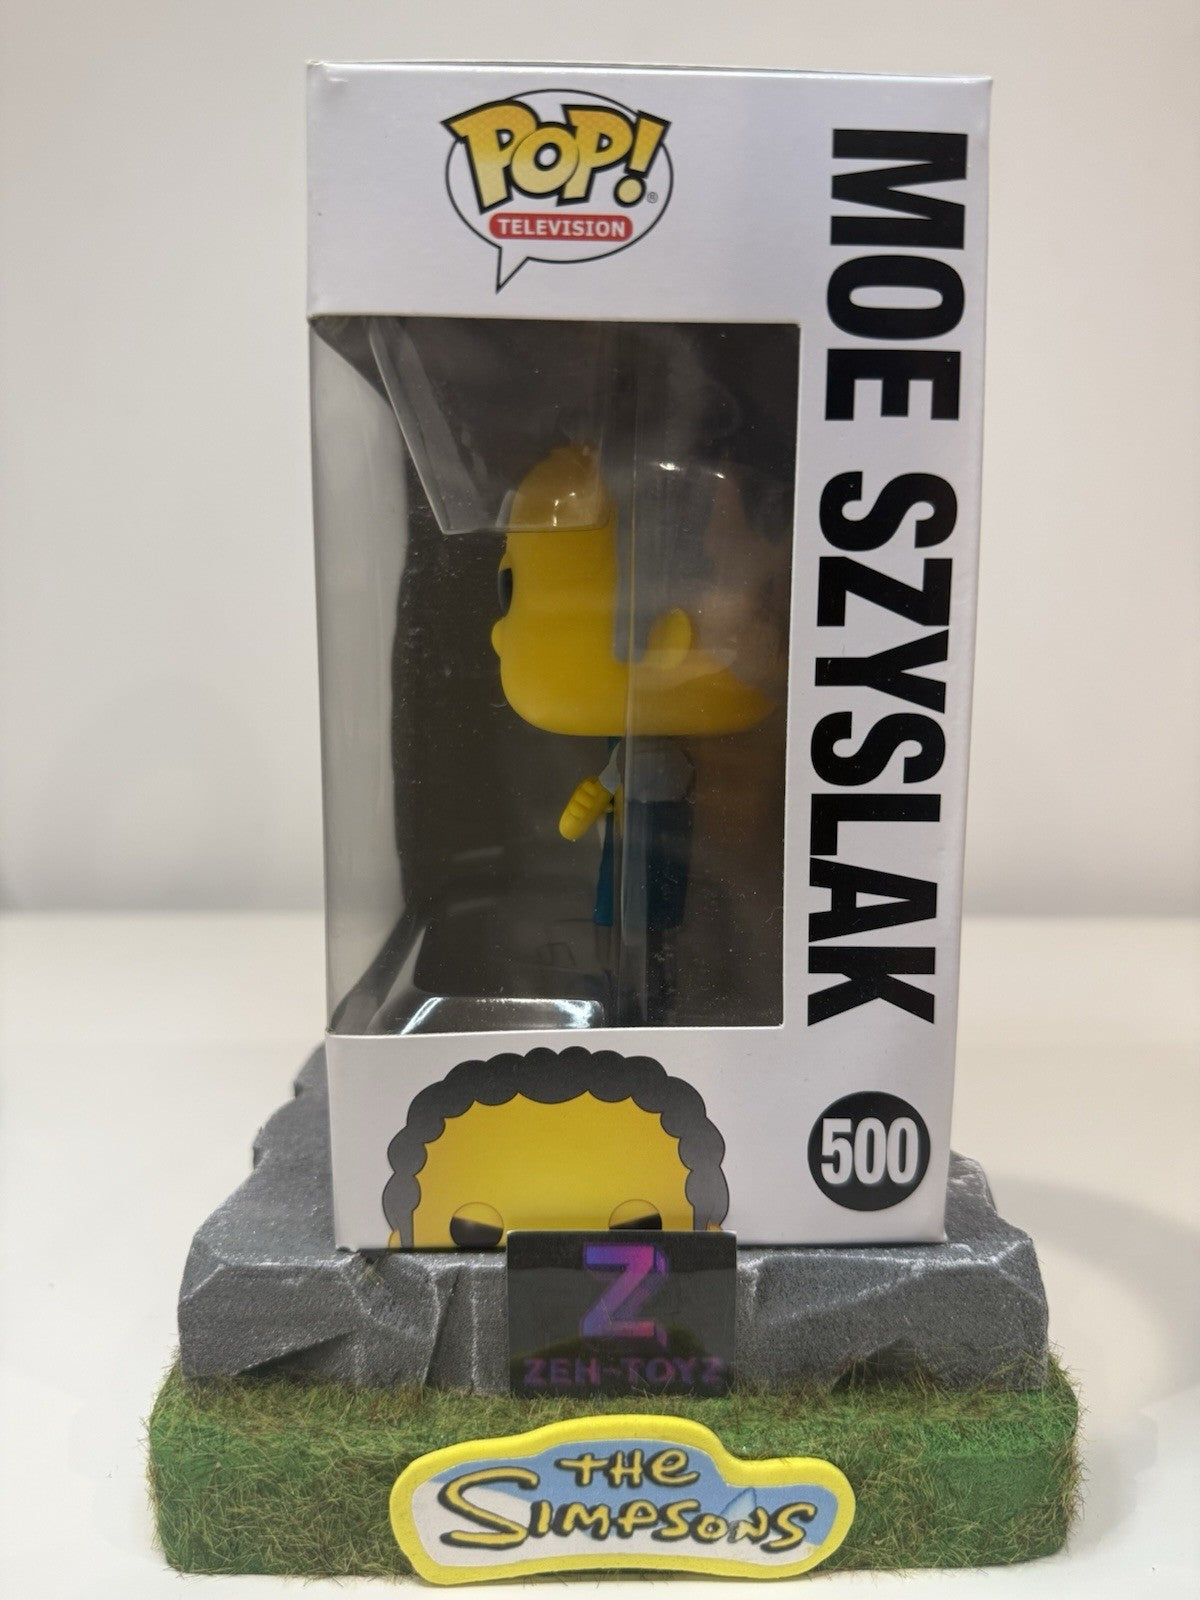 POP!
TELEVISION
MOE SZYSLAK
500
Z
ZEH~TOYZ
THE
SIMPSONS